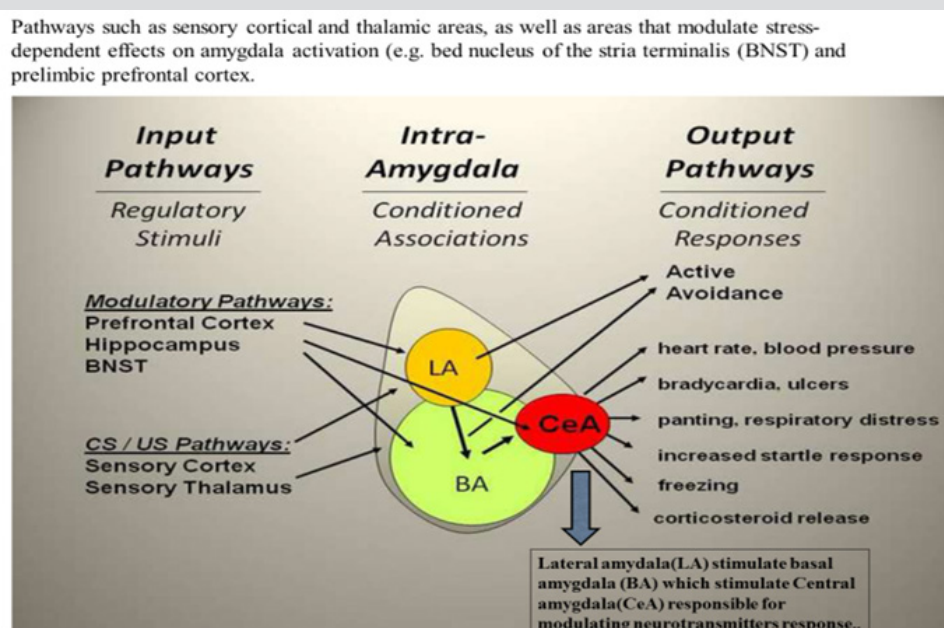 Pathways such as sensory cortical and thalamic areas, as well as areas that modulate stress-
dependent effects on amygdala activation (e.g. bed nucleus of the stria terminalis (BNST) and
prelimbic prefrontal cortex.
Input
Pathways
Regulatory
Stimuli
Intra-
Amygdala
Conditioned
Associations
Output
Pathways
Conditioned
Responses
Modulatory Pathways:
Prefrontal Cortex
Hippocampus
BNST
CS / US Pathways:
Sensory Cortex
Sensory Thalamus
LA
BA
CeA
Active
Avoidance
heart rate, blood pressure
bradycardia, ulcers
panting, respiratory distress
increased startle response
freezing
corticosteroid release
Lateral amydala(LA) stimulate basal
amygdala (BA) which stimulate Central
amygdala(CeA) responsible for
modulating neurotransmitters response..